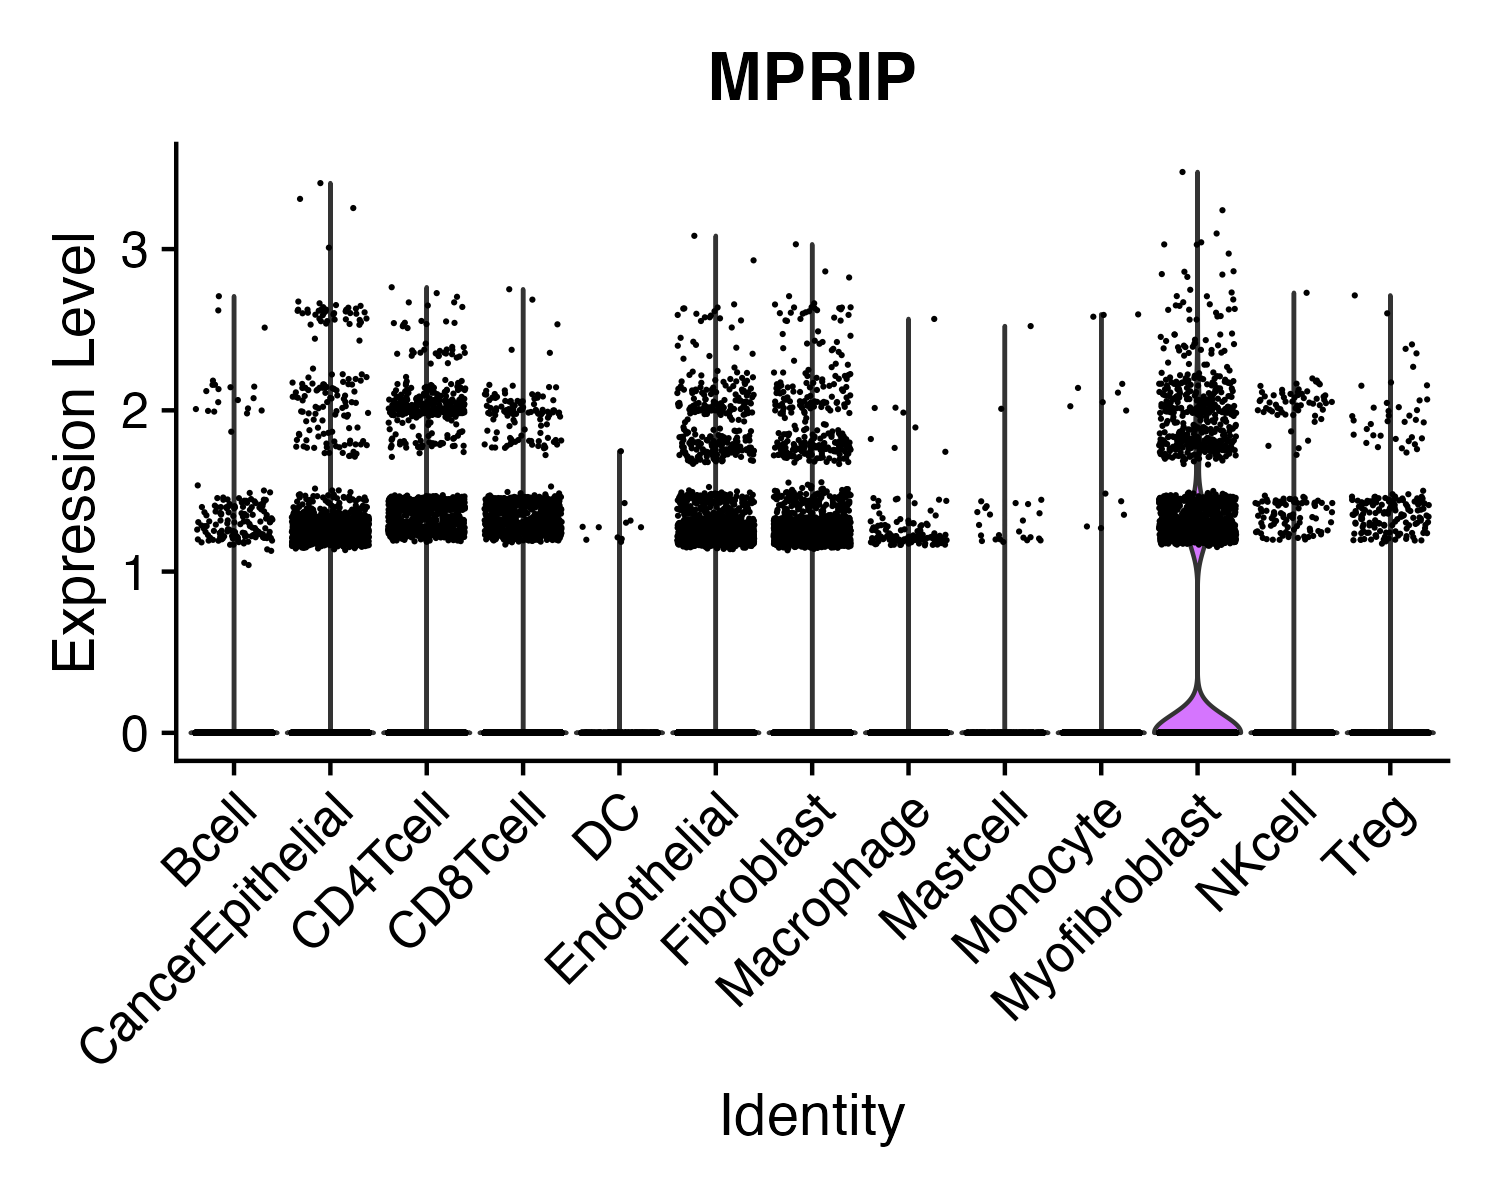 MPRIP
Expression Level
3
2
1
0
Bcell
CancerEpithelial
CD4Tcell
CD8Tcell
DC
Endothelial
Fibroblast
Macrophage
Mastcell
Monocyte
Myofibroblast
NKcell
Treg
Identity